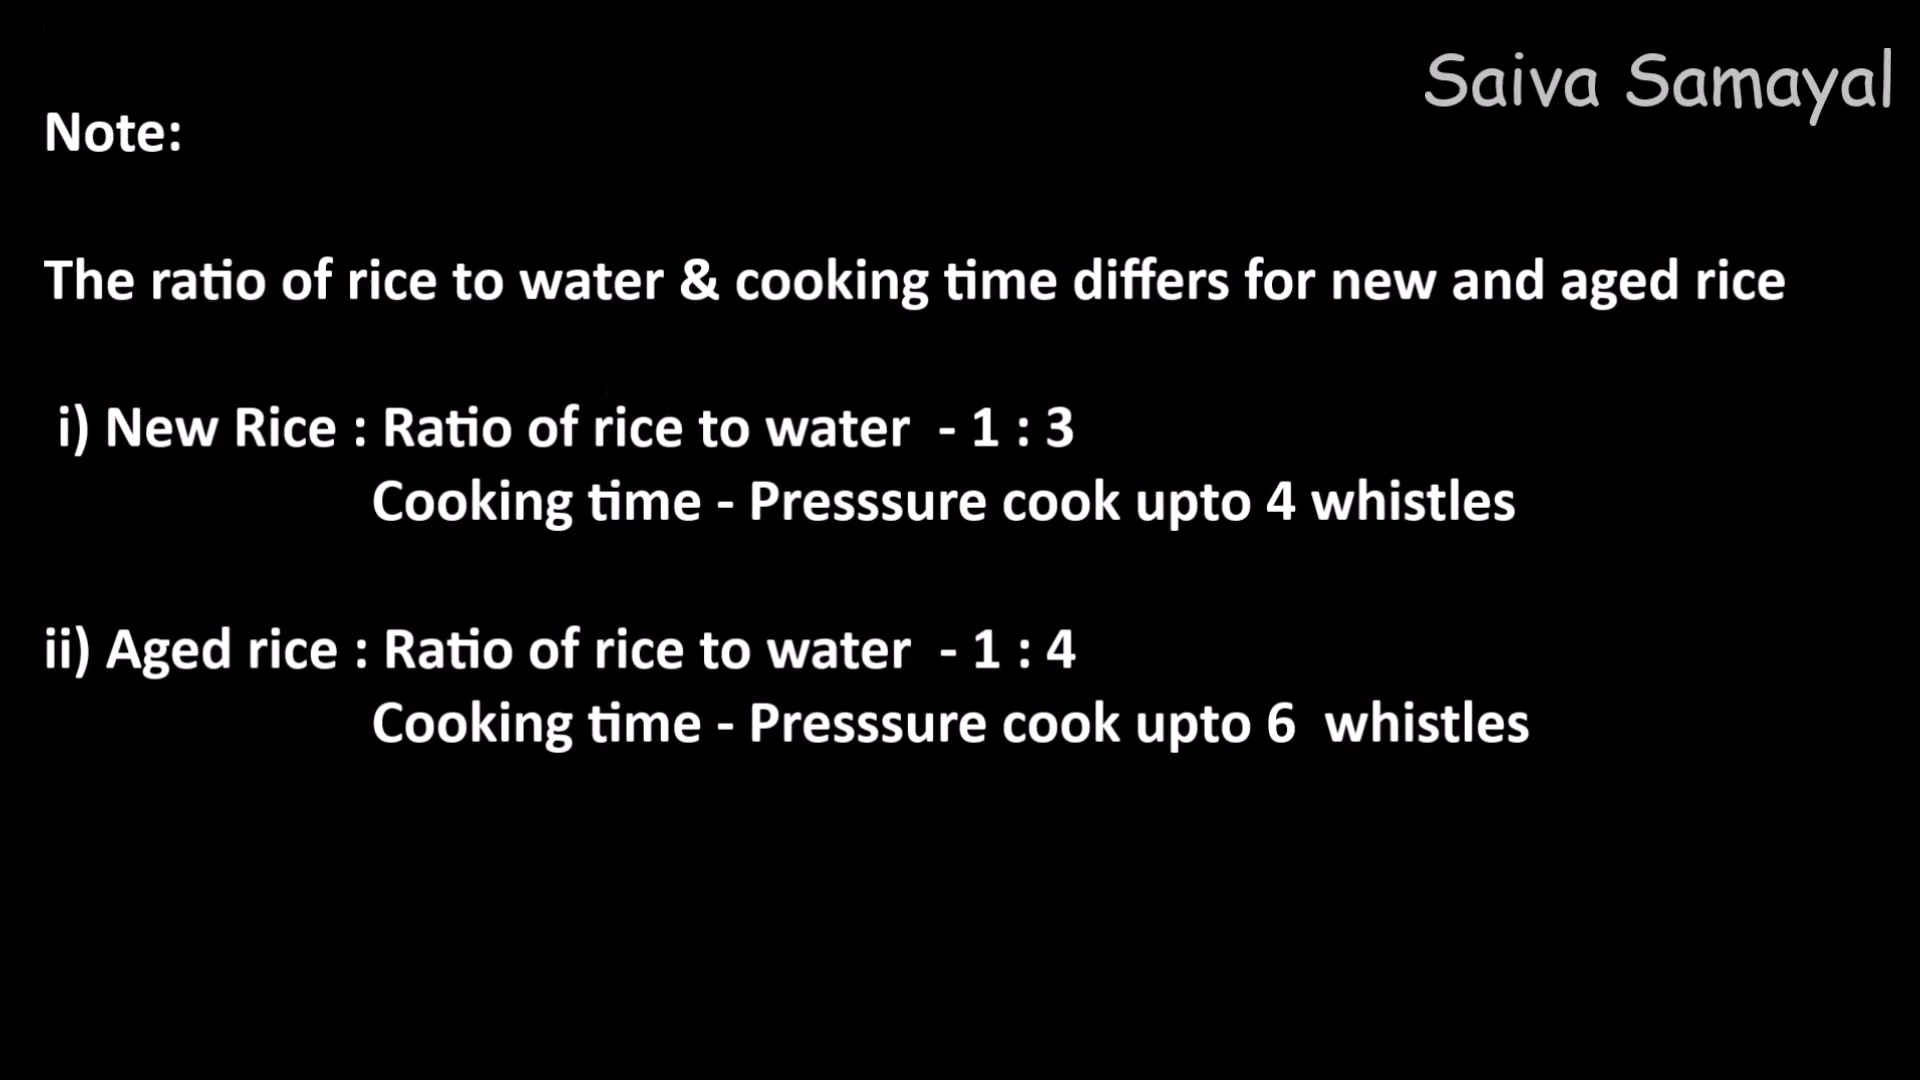 Saiva Samayal
Note:
The ratio of rice to water & cooking time differs for new and aged rice
i) New Rice : Ratio of rice to water - 1 : 3
Cooking time - Presssure cook upto 4 whistles
ii) Aged rice : Ratio of rice to water - 1 : 4
Cooking time - Presssure cook upto 6 whistles